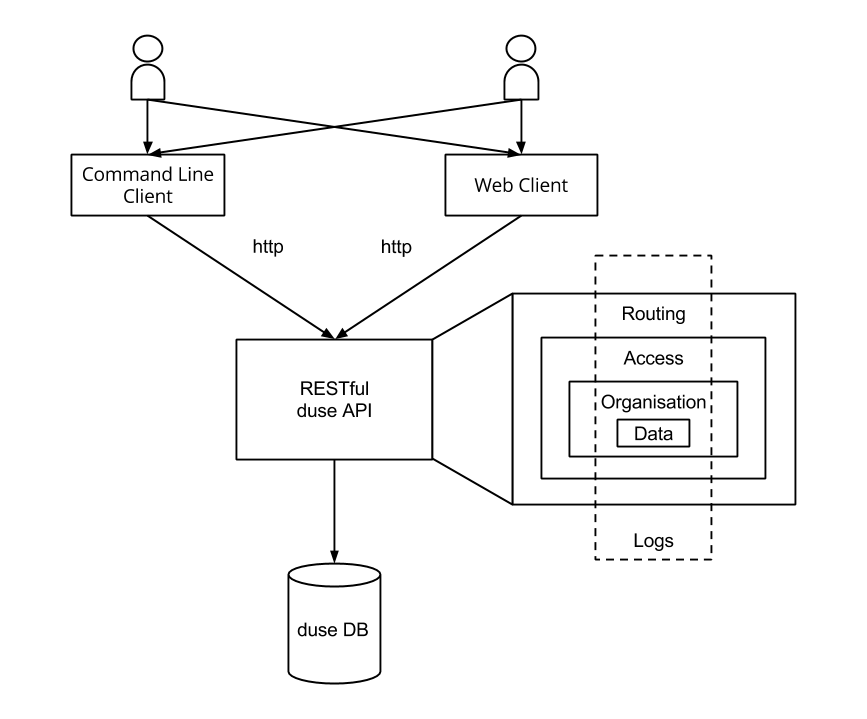 Command Line
Client
Web Client
http
http
RESTful
duse API
Routing
Access
Organisation
Data
Logs
duse DB